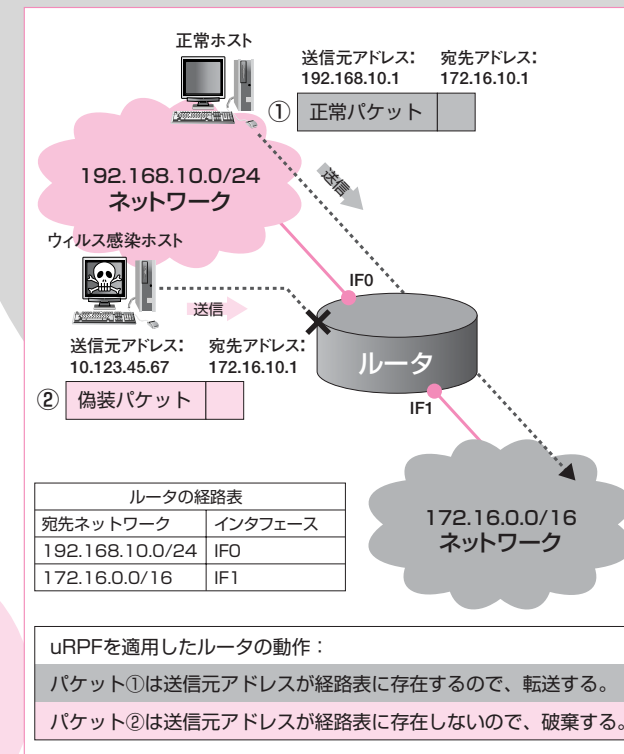 正常ホスト
送信元アドレス： 宛先アドレス：
192.168.10.1 172.16.10.1
① 正常パケット
送信
192.168.10.0/24
ネットワーク
ウィルス感染ホスト
送信
IF0
送信元アドレス： 宛先アドレス：
10.123.45.67 172.16.10.1
② 偽装パケット
ルータ
IF1
172.16.0.0/16
ネットワーク
ルータの経路表
宛先ネットワーク インタフェース
192.168.10.0/24 IF0
172.16.0.0/16 IF1
uRPFを適用したルータの動作：
パケット①は送信元アドレスが経路表に存在するので、転送する。
パケット②は送信元アドレスが経路表に存在しないので、破棄する。